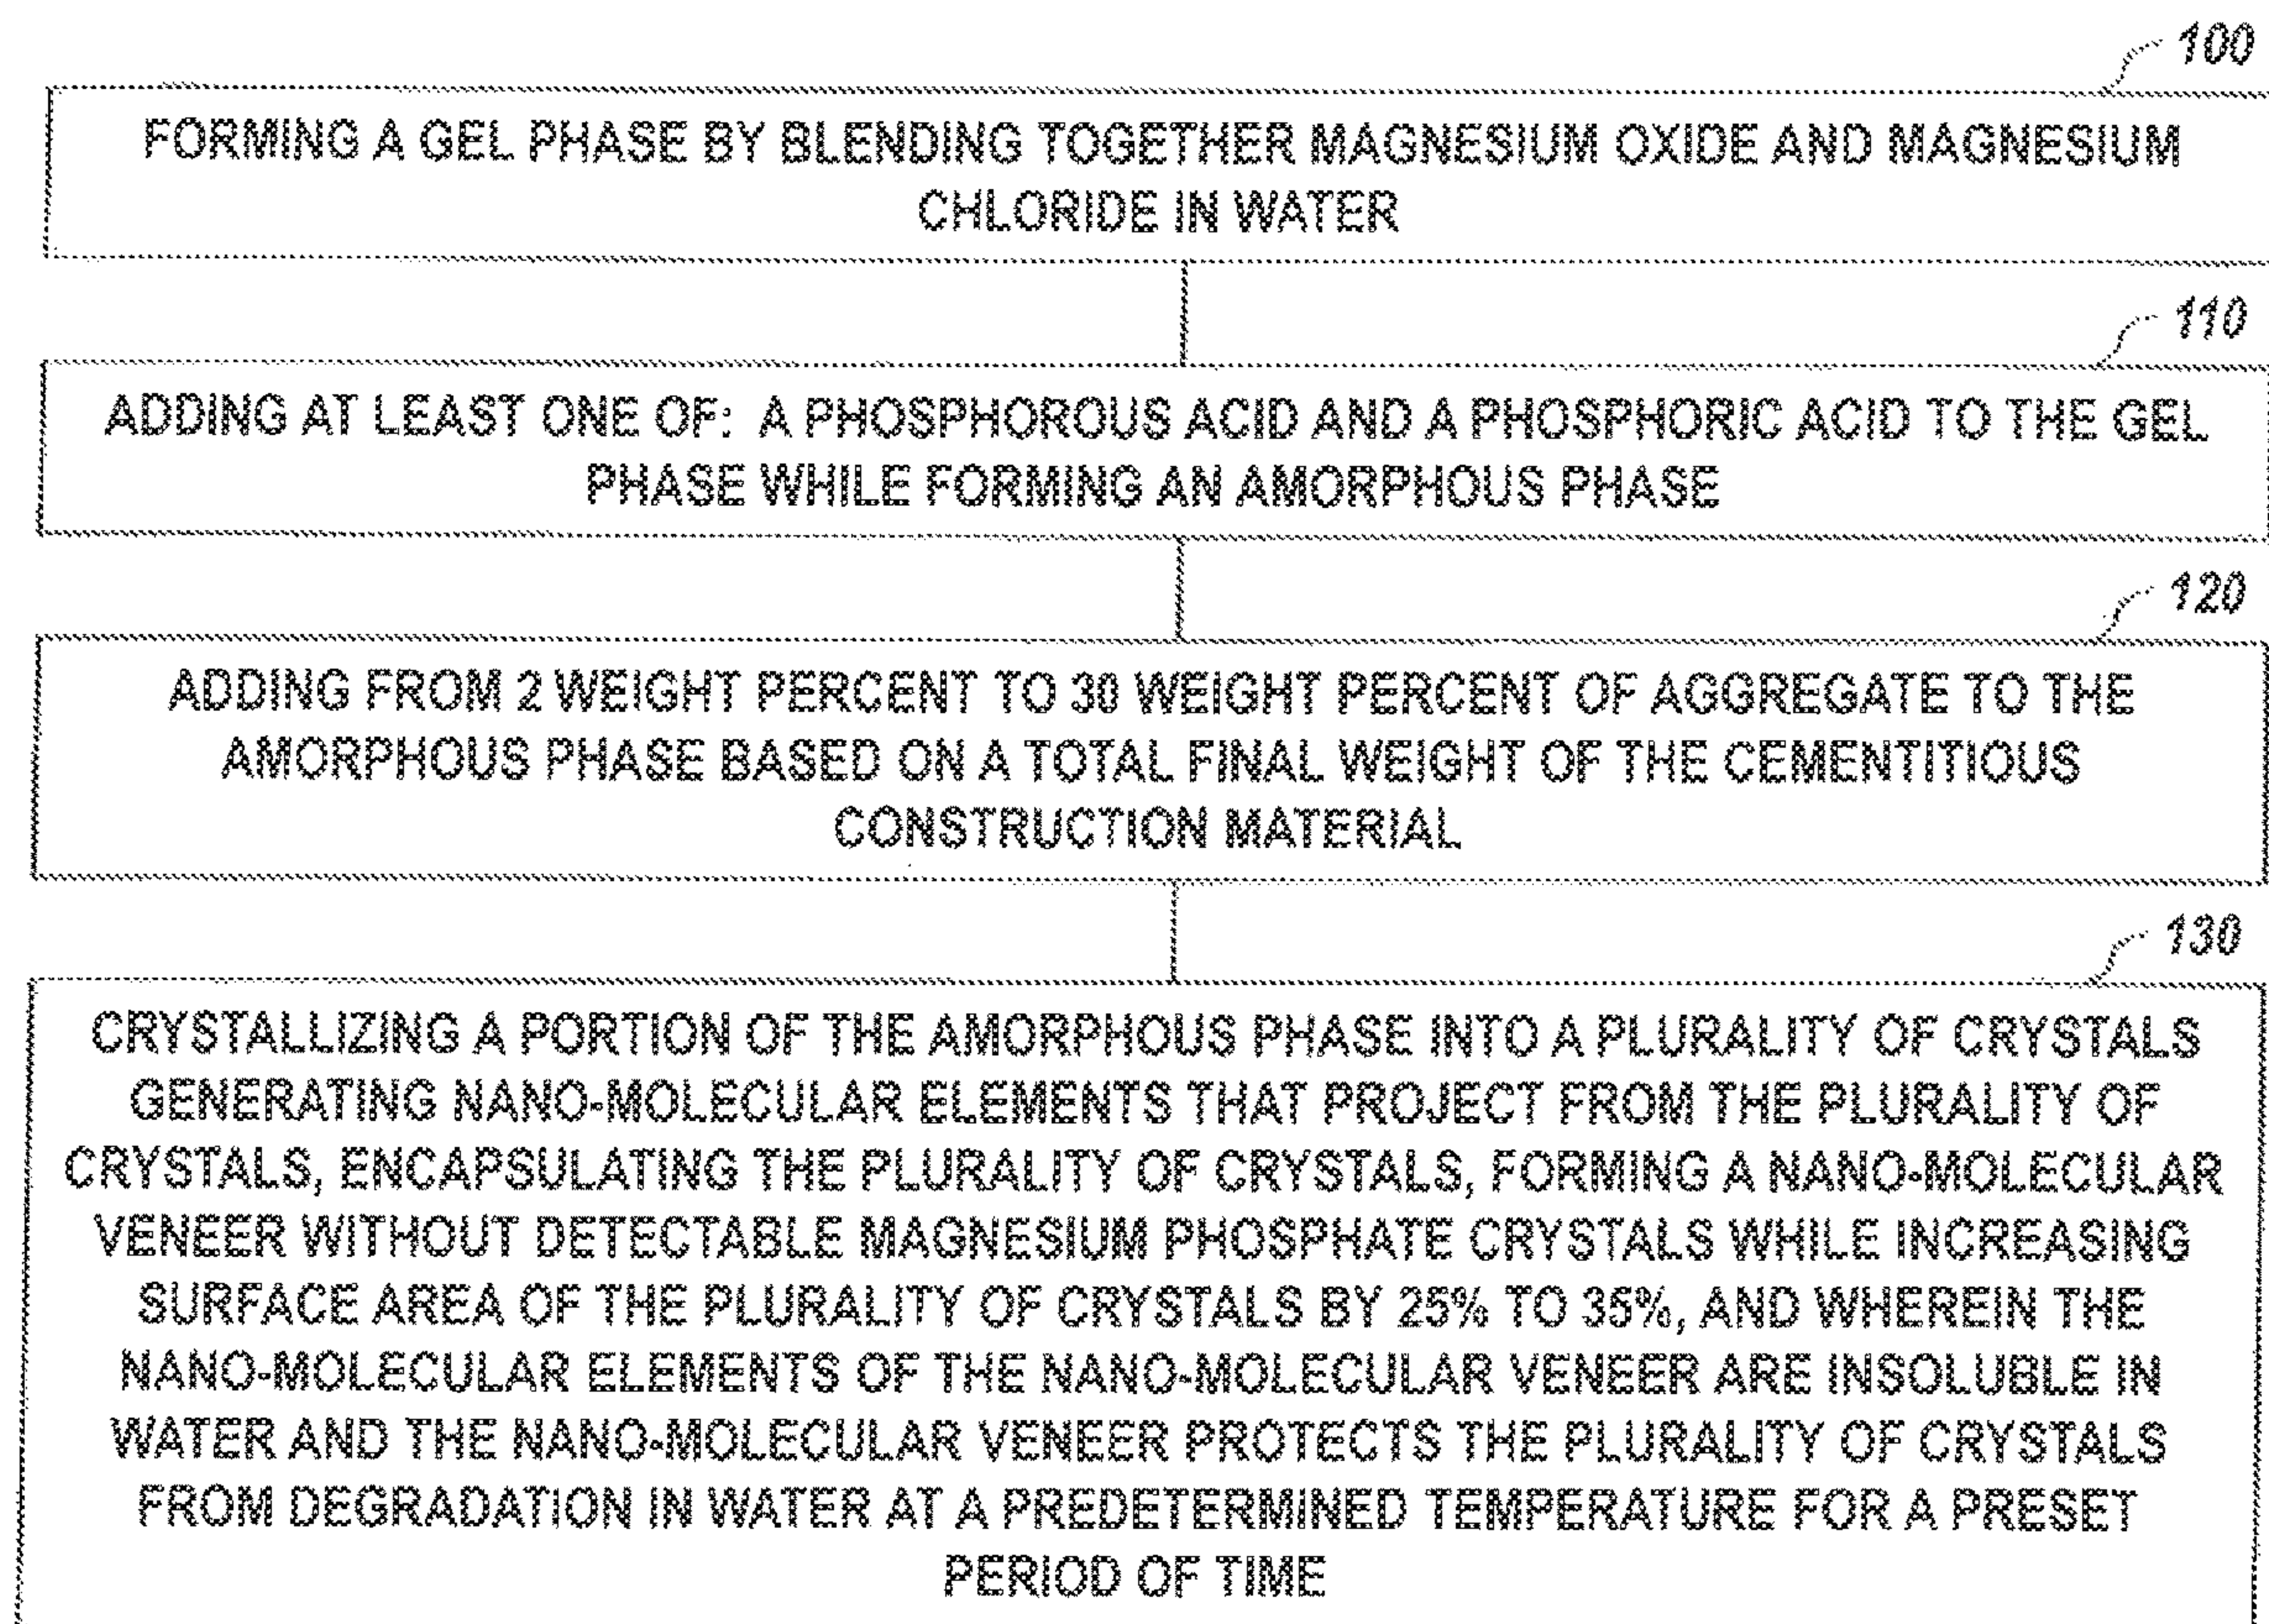 100
FORMING A GEL PHASE BY BLENDING TOGETHER MAGNESIUM OXIDE AND MAGNESIUM
CHLORIDE IN WATER
110
ADDING AT LEAST ONE OF: A PHOSPHOROUS ACID AND A PHOSPHORIC ACID TO THE GEL
PHASE WHILE FORMING AN AMORPHOUS PHASE
120
ADDING FROM 2 WEIGHT PERCENT TO 30 WEIGHT PERCENT OF AGGREGATE TO THE
AMORPHOUS PHASE BASED ON A TOTAL FINAL WEIGHT OF THE CEMENTITIOUS
CONSTRUCTION MATERIAL
130
CRYSTALLIZING A PORTION OF THE AMORPHOUS PHASE INTO A PLURALITY OF CRYSTALS
GENERATING NANO-MOLECULAR ELEMENTS THAT PROJECT FROM THE PLURALITY OF
CRYSTALS, ENCAPSULATING THE PLURALITY OF CRYSTALS, FORMING A NANO-MOLECULAR
VENEER WITHOUT DETECTABLE MAGNESIUM PHOSPHATE CRYSTALS WHILE INCREASING
SURFACE AREA OF THE PLURALITY OF CRYSTALS BY 25% TO 35%, AND WHEREIN THE
NANO-MOLECULAR ELEMENTS OF THE NANO-MOLECULAR VENEER ARE INSOLUBLE IN
WATER AND THE NANO-MOLECULAR VENEER PROTECTS THE PLURALITY OF CRYSTALS
FROM DEGRADATION IN WATER AT A PREDETERMINED TEMPERATURE FOR A PRESET
PERIOD OF TIME